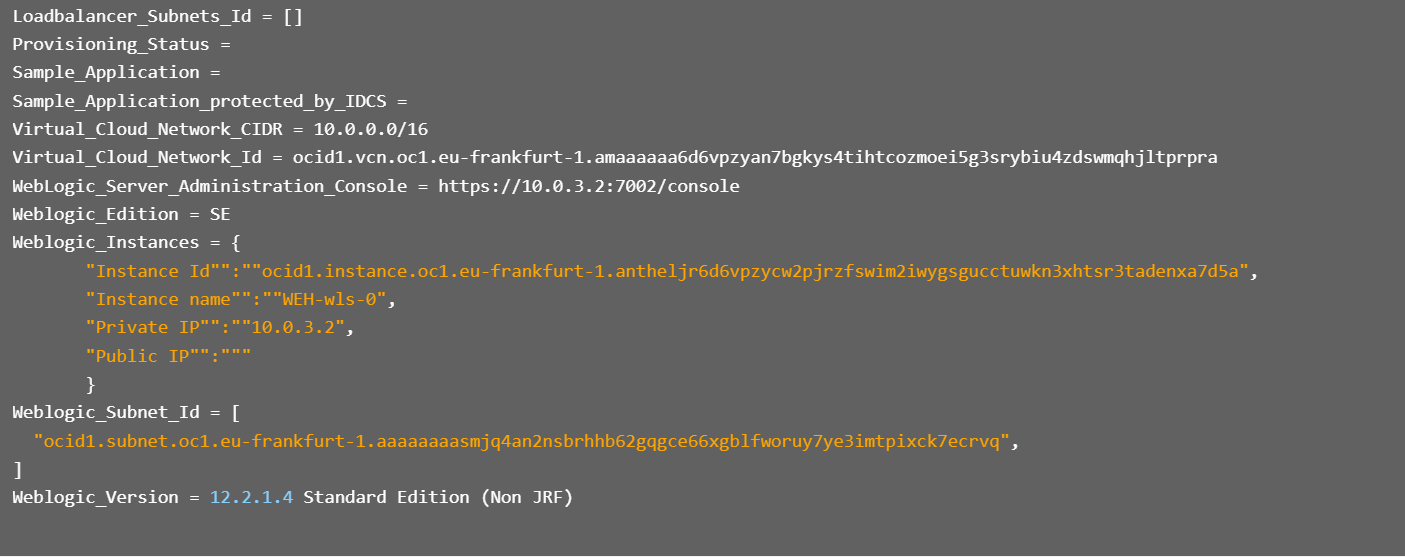 Loadbalancer_Subnets_Id = []
Provisioning_Status =
Sample_Application =
Sample_Application_protected_by_IDCS =
Virtual_Cloud_Network_CIDR = 10.0.0.0/16
Virtual_Cloud_Network_Id = ocid1.vcn.oc1.eu-frankfurt-1.amaaaaaa6d6vpzyan7bgkys4tihtcozmoei5g3srybiu4zdswmqhjltprpra
WebLogic_Server_Administration_Console = https://10.0.3.2:7002/console
Weblogic_Edition = SE
Weblogic_Instances = {
"Instance Id"":""ocid1.instance.oc1.eu-frankfurt-1.antheljr6d6vpzycw2pjrzfswim2iwygsgucctuwkn3xhtsr3tadenxa7d5a",
"Instance name"":""WEH-wls-0",
"Private IP"":""10.0.3.2",
"Public IP"":"""
}
Weblogic_Subnet_Id = [
"ocid1.subnet.oc1.eu-frankfurt-1.aaaaaaaasmjq4an2nsbrhhb62gqgce66xgblfworuy7ye3imtpixck7ecrvq",
]
Weblogic_Version = 12.2.1.4 Standard Edition (Non JRF)